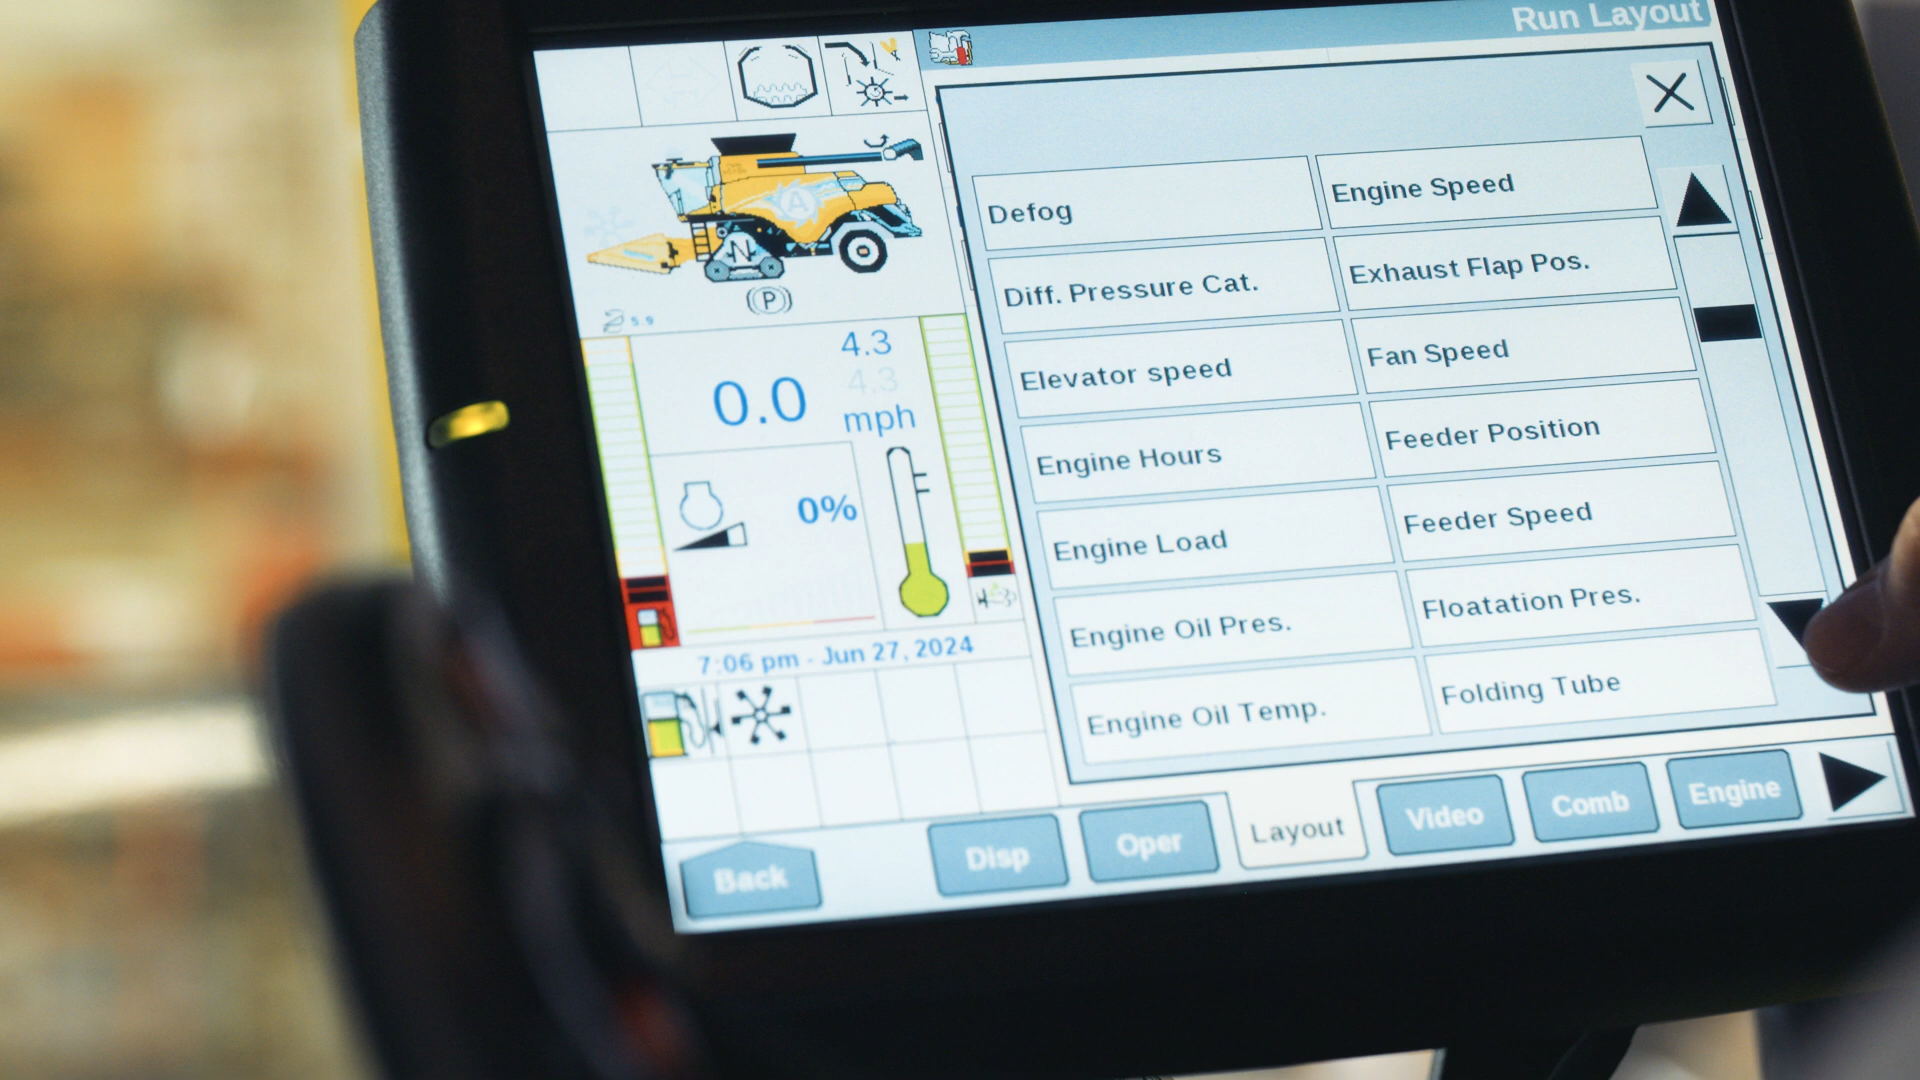 Run Layout
A
N
(P)
5.9
4.3
4.3
0.0
mph
0%
7:06 pm - Jun 27, 2024
Defog
Engine Speed
Diff. Pressure Cat.
Exhaust Flap Pos.
Elevator speed
Fan Speed
Engine Hours
Feeder Position
Engine Load
Feeder Speed
Engine Oil Pres.
Floatation Pres.
Engine Oil Temp.
Folding Tube
Back
Disp
Oper
Layout
Video
Comb
Engine